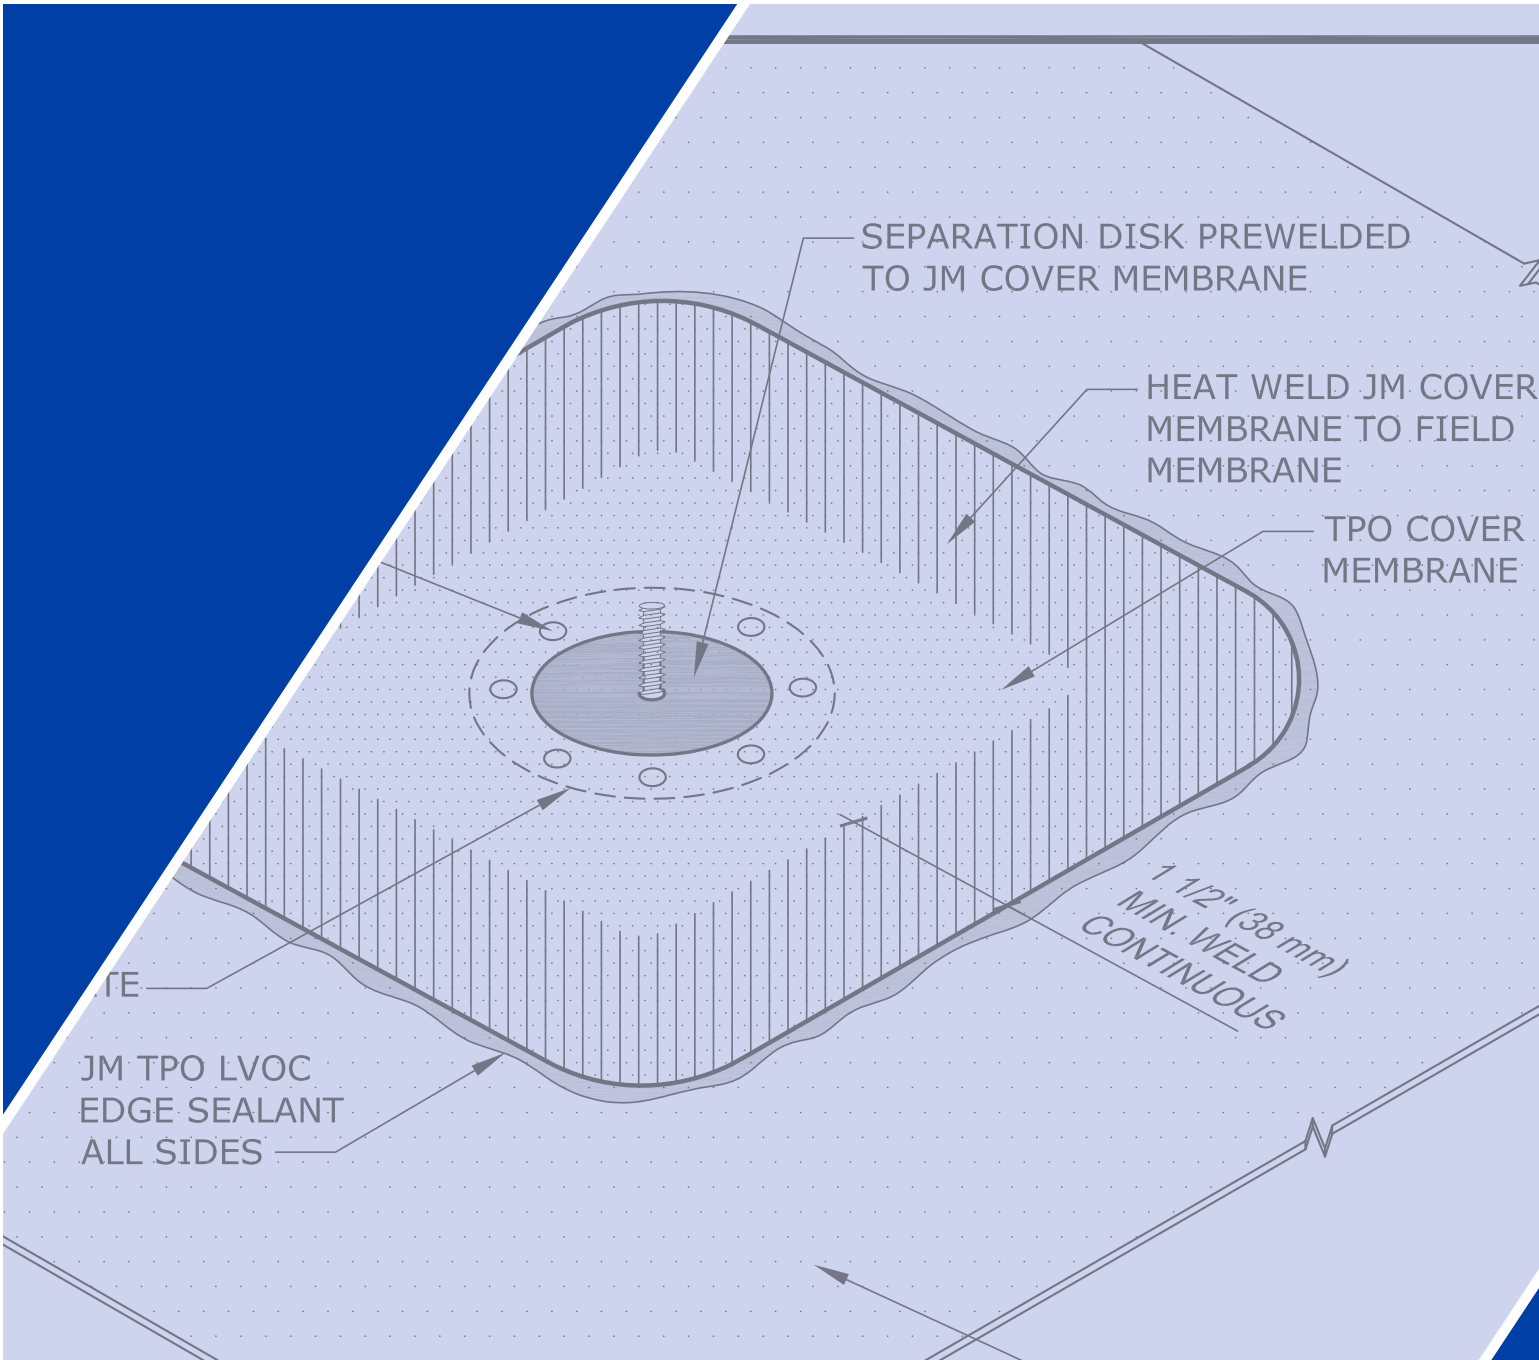 SEPARATION DISK PREWELDED
TO JM COVER MEMBRANE
HEAT WELD JM COVER
MEMBRANE TO FIELD
MEMBRANE
TPO COVER
MEMBRANE
1 1/2" (38 mm)
MIN. WELD
CONTINUOUS
TE
JM TPO LVOC
EDGE SEALANT
ALL SIDES